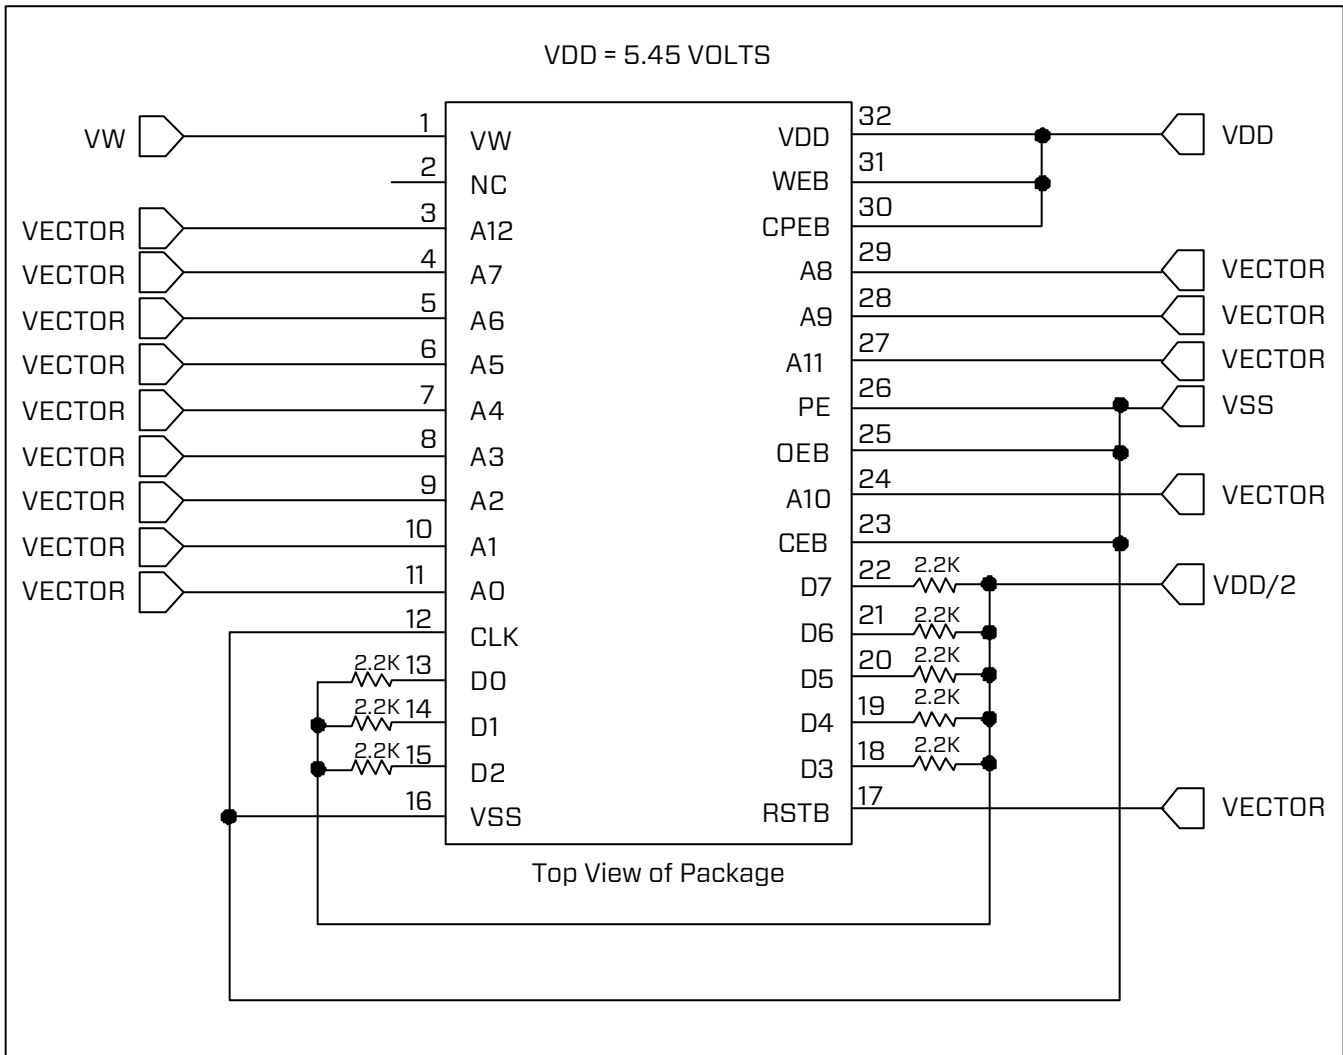 VDD = 5.45 VOLTS
VW 1 VW VDD 32 VDD
2 NC WEB 31
VECTOR 3 A12 CPEB 30
VECTOR 4 A7 A8 29 VECTOR
VECTOR 5 A6 A9 28 VECTOR
VECTOR 6 A5 A11 27 VECTOR
VECTOR 7 A4 PE 26 VSS
VECTOR 8 A3 OEB 25
VECTOR 9 A2 A10 24 VECTOR
VECTOR 10 A1 CEB 23
VECTOR 11 A0 D7 22 2.2K VDD/2
12 CLK D6 21 2.2K
2.2K 13 D0 D5 20 2.2K
2.2K 14 D1 D4 19 2.2K
2.2K 15 D2 D3 18 2.2K
16 VSS RSTB 17 VECTOR
Top View of Package